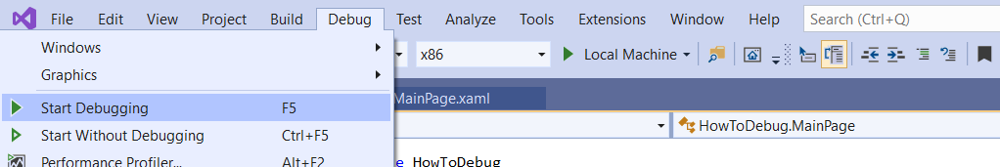 File Edit View Project Build Debug Test Analyze Tools Extensions Window Help Search (Ctrl+Q)
Windows x86 Local Machine
Graphics
MainPage.xaml
Start Debugging F5
Start Without Debugging Ctrl+F5 HowToDebug.MainPage
Performance Profiler... Alt+F2 HowToDebug